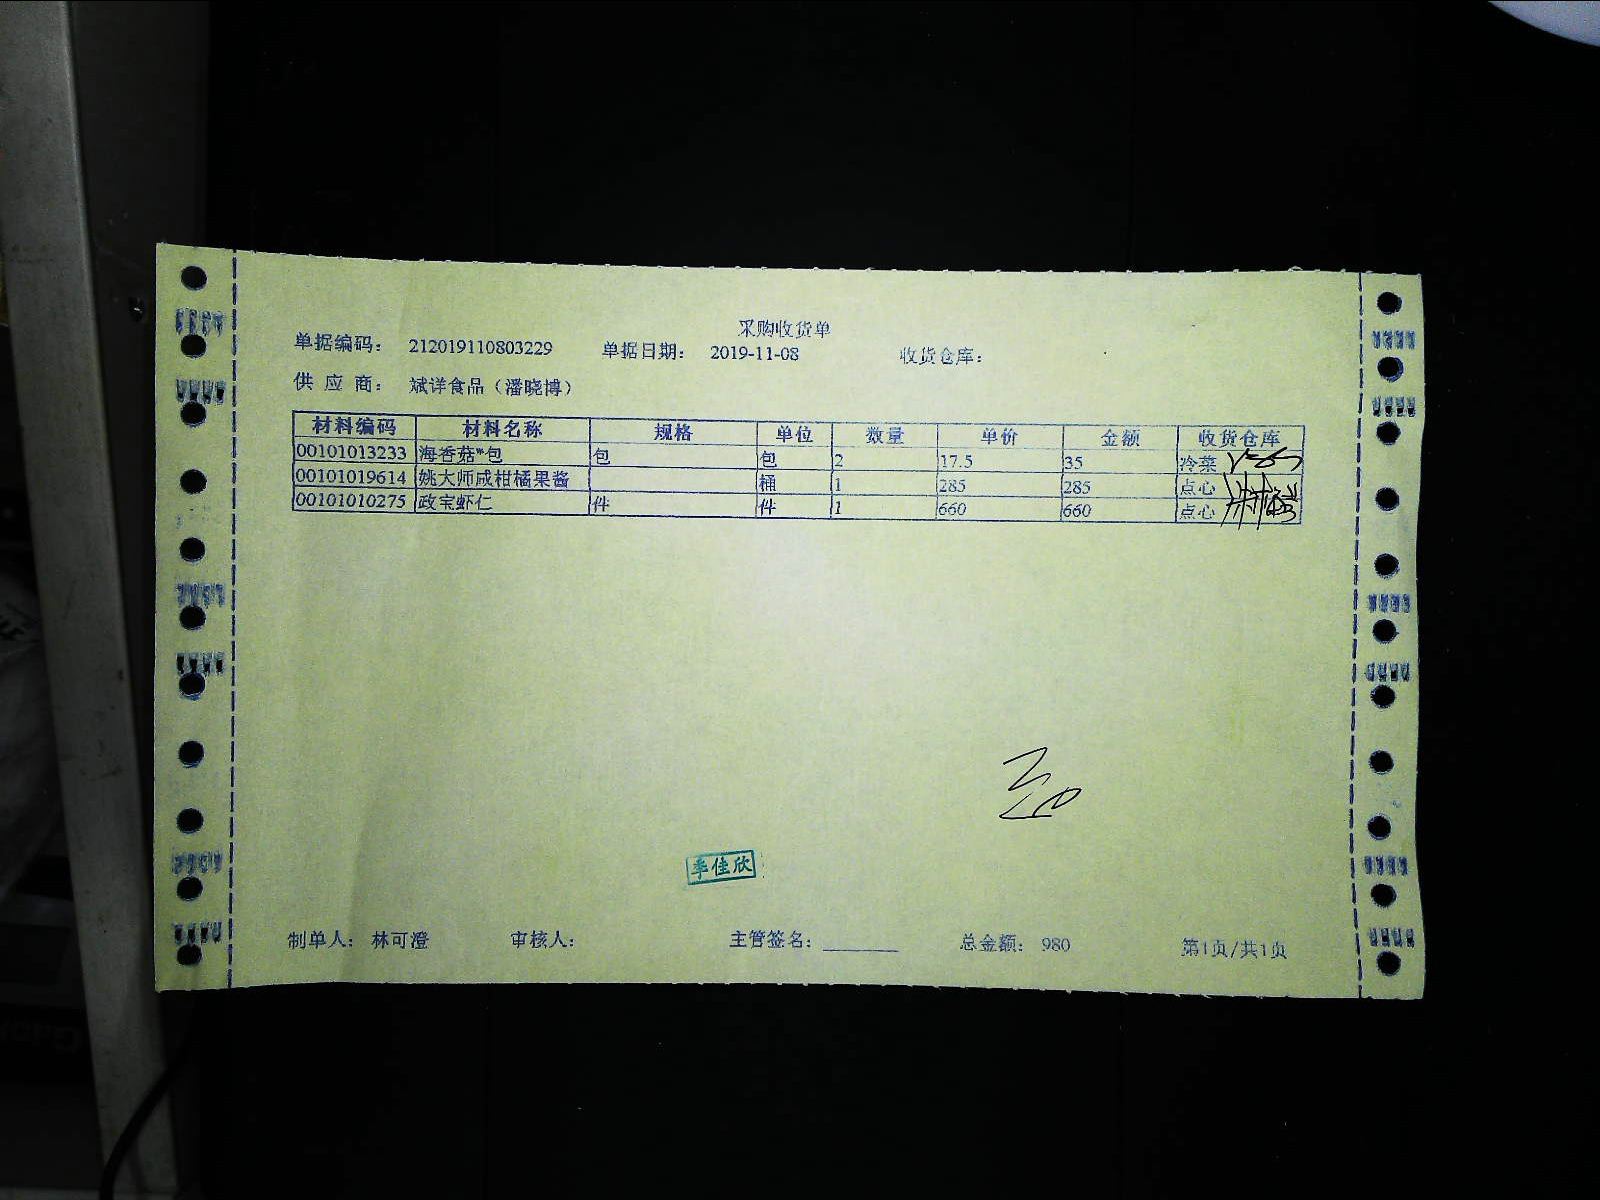 采购收货单
单据编码： 212019110803229 单据日期： 2019-11-08 收货仓库：
供 应 商： 斌详食品（潘晓博）
材料编码 材料名称 规格 单位 数量 单价 金额 收货仓库
00101013233 海香菇*包 包 包 2 17.5 35 冷菜
00101019614 姚大师咸柑橘果酱 桶 1 285 285 点心
00101010275 政宝虾仁 件 件 1 660 660 点心
李佳欣
制单人： 林可澄 审核人： 主管签名： 总金额： 980 第1页/共1页